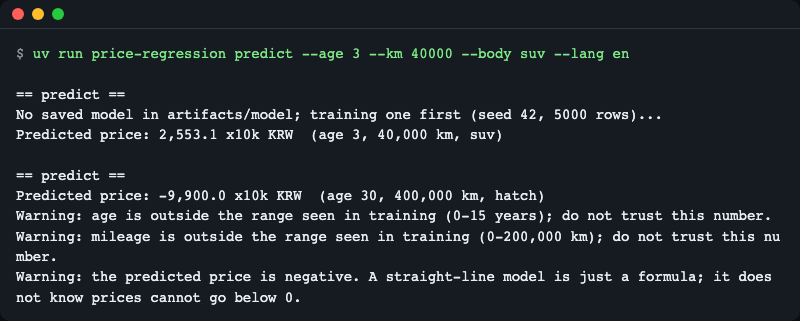 $ uv run price-regression predict --age 3 --km 40000 --body suv --lang en
== predict ==
No saved model in artifacts/model; training one first (seed 42, 5000 rows)...
Predicted price: 2,553.1 x10k KRW  (age 3, 40,000 km, suv)
== predict ==
Predicted price: -9,900.0 x10k KRW  (age 30, 400,000 km, hatch)
Warning: age is outside the range seen in training (0-15 years); do not trust this number.
Warning: mileage is outside the range seen in training (0-200,000 km); do not trust this nu
mber.
Warning: the predicted price is negative. A straight-line model is just a formula; it does
not know prices cannot go below 0.